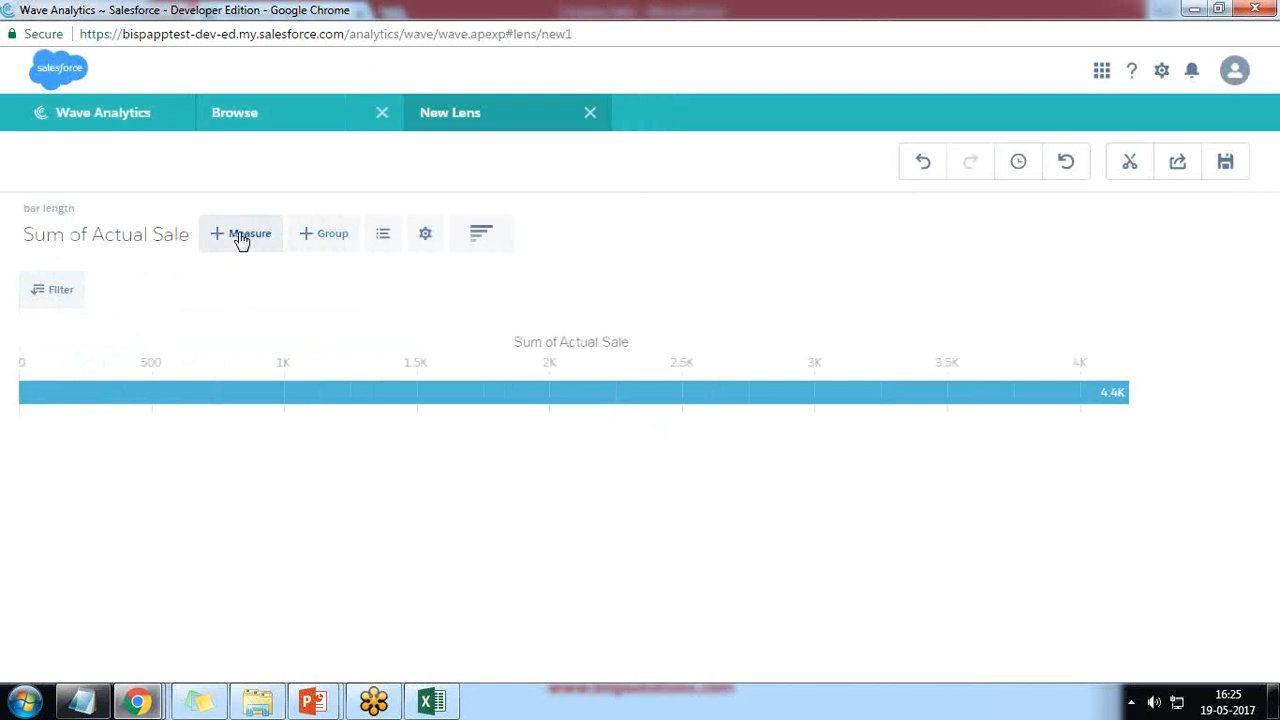 Wave Analytics ~ Salesforce - Developer Edition - Google Chrome
Secure https://bispapptest-dev-ed.my.salesforce.com/analytics/wave/wave.apexp#lens/new1
salesforce
?
Wave Analytics Browse New Lens
bar length
Sum of Actual Sale + Measure + Group
Filter
Sum of Actual Sale
0 500 1K 1.5K 2K 2.5K 3K 3.5K 4K
4.4K
www.bispsolutions.com
16:25
19-05-2017